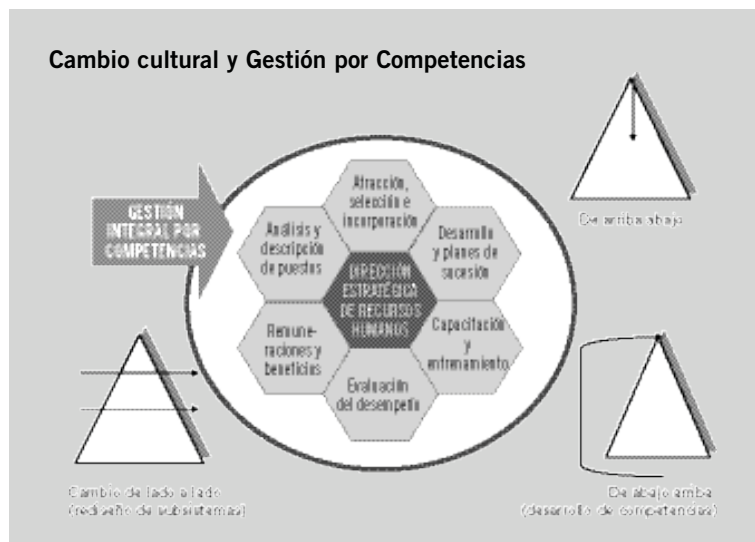 Cambio cultural y Gestión por Competencias
De arriba abajo
GESTIÓN
INTEGRAL POR
COMPETENCIAS
Atracción,
selección e
incorporación
Análisis y
descripción
de puestos
Desarrollo
y planes de
sucesión
DIRECCIÓN
ESTRATÉGICA
DE RECURSOS
HUMANOS
Remune-
raciones y
beneficios
Capacitación
y
entrenamiento
Evaluación
del desempeño
Cambio de lado a lado
(rediseño de subsistemas)
De abajo arriba
(desarrollo de competencias)